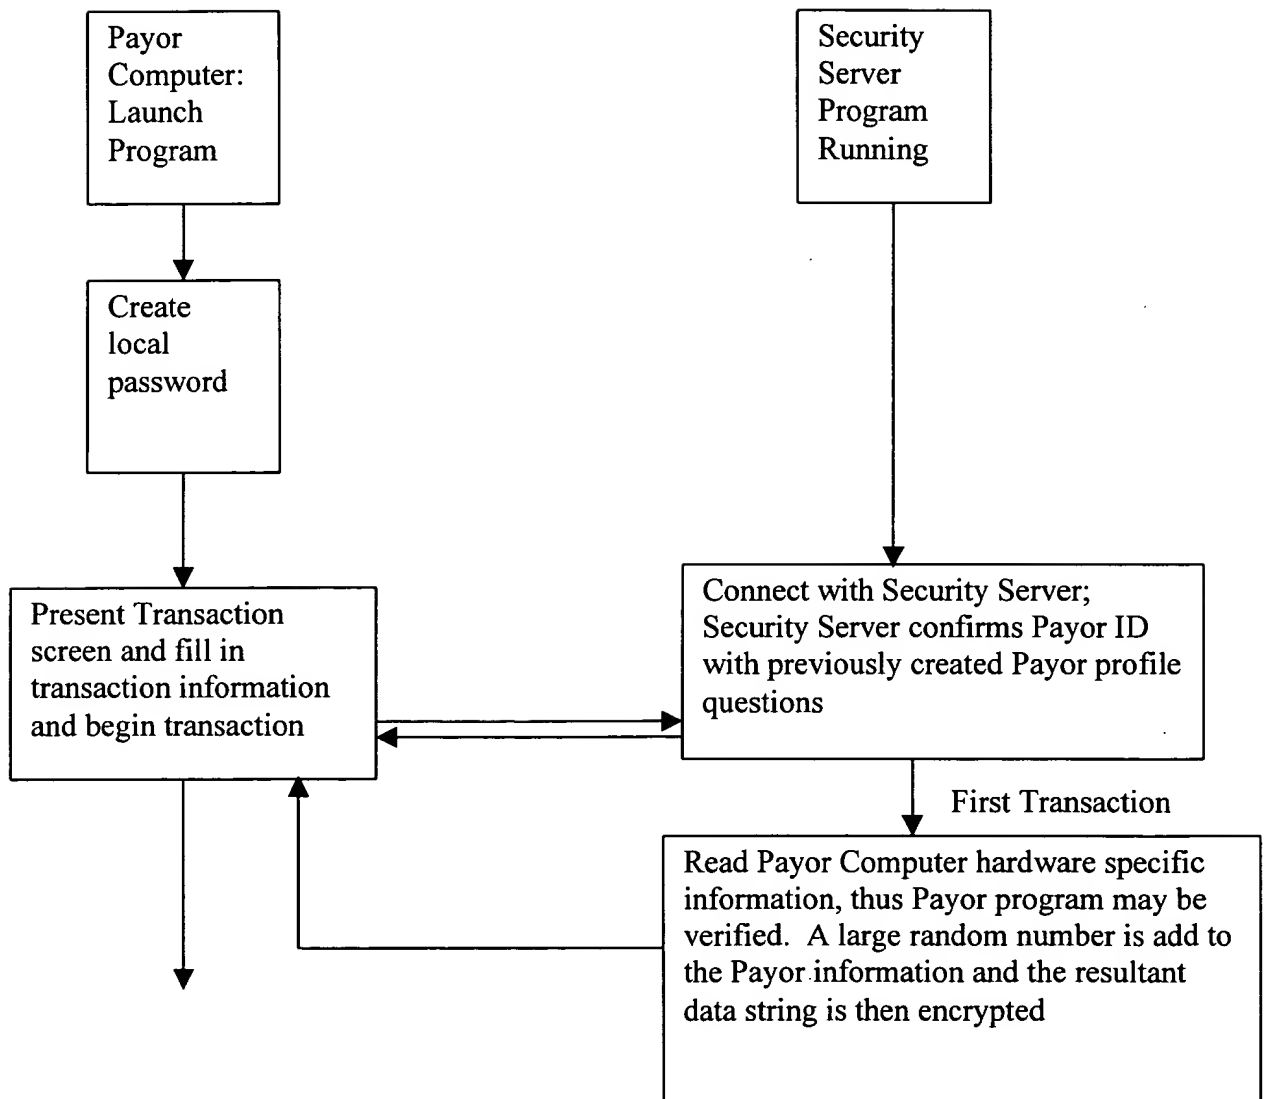 Payor
Computer:
Launch
Program
Security
Server
Program
Running
Create
local
password
Present Transaction
screen and fill in
transaction information
and begin transaction
Connect with Security Server;
Security Server confirms Payor ID
with previously created Payor profile
questions
First Transaction
Read Payor Computer hardware specific
information, thus Payor program may be
verified. A large random number is add to
the Payor information and the resultant
data string is then encrypted